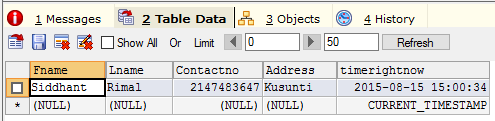 1 Messages 2 Table Data 3 Objects 4 History
Show All Or Limit 0 50 Refresh
Fname Lname Contactno Address timerightnow
Siddhant Rimal 2147483647 Kusunti 2015-08-15 15:00:34
* (NULL) (NULL) (NULL) (NULL) CURRENT_TIMESTAMP